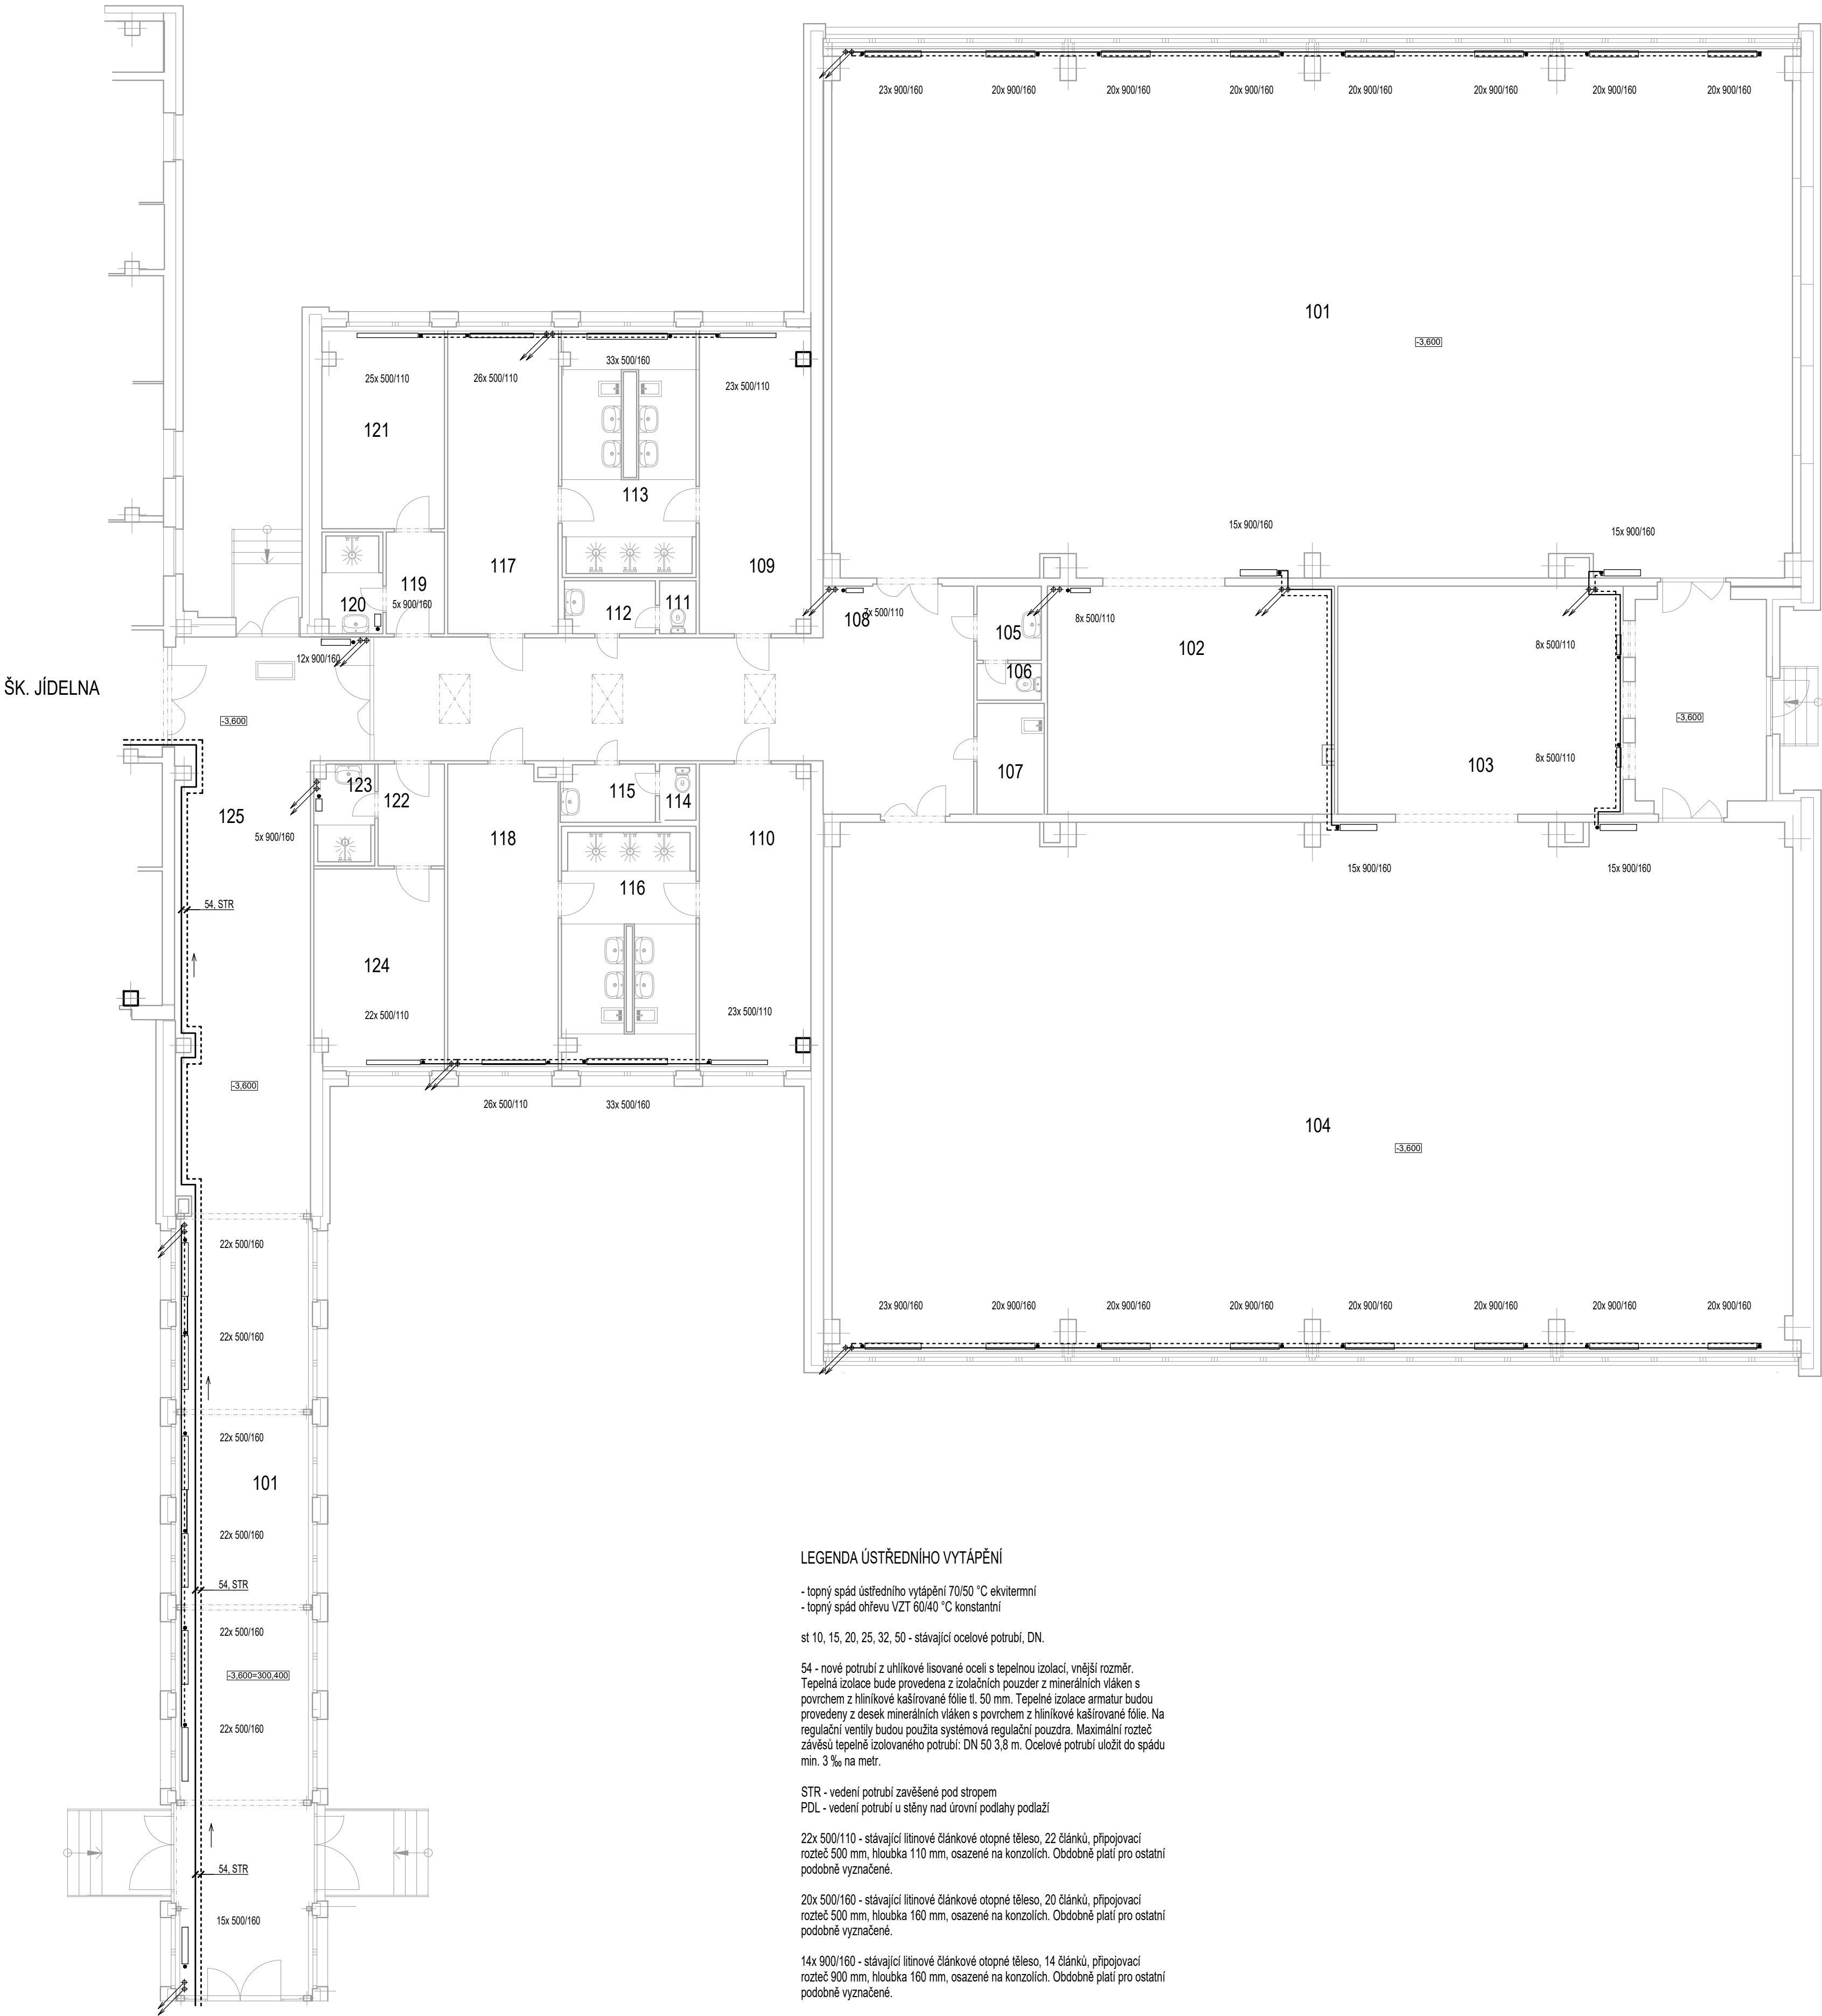 23x 900/160
20x 900/160
20x 900/160
20x 900/160
20x 900/160
20x 900/160
20x 900/160
20x 900/160
101
-3,600
33x 500/160
25x 500/110
26x 500/110
23x 500/110
121
113
15x 900/160
15x 900/160
117
109
119
120
5x 900/160
112
111
108
7x 500/110
8x 500/110
105
102
8x 500/110
12x 900/160
106
ŠK. JÍDELNA
-3,600
-3,600
103
8x 500/110
107
123
122
115
114
125
5x 900/160
118
110
15x 900/160
15x 900/160
116
54, STR
124
22x 500/110
23x 500/110
-3,600
26x 500/110
33x 500/160
104
-3,600
22x 500/160
23x 900/160
20x 900/160
20x 900/160
20x 900/160
20x 900/160
20x 900/160
20x 900/160
20x 900/160
22x 500/160
22x 500/160
101
22x 500/160
54, STR
22x 500/160
-3,600=300,400
22x 500/160
54, STR
15x 500/160
LEGENDA ÚSTŘEDNÍHO VYTÁPĚNÍ
- topný spád ústředního vytápění 70/50 °C ekvitermní
- topný spád ohřevu VZT 60/40 °C konstantní
st 10, 15, 20, 25, 32, 50 - stávající ocelové potrubí, DN.
54 - nové potrubí z uhlíkové lisované oceli s tepelnou izolací, vnější rozměr.
Tepelná izolace bude provedena z izolačních pouzder z minerálních vláken s
povrchem z hliníkové kašírované fólie tl. 50 mm. Tepelné izolace armatur budou
provedeny z desek minerálních vláken s povrchem z hliníkové kašírované fólie. Na
regulační ventily budou použita systémová regulační pouzdra. Maximální rozteč
závěsů tepelně izolovaného potrubí: DN 50 3,8 m. Ocelové potrubí uložit do spádu
min. 3 ‰ na metr.
STR - vedení potrubí zavěšené pod stropem
PDL - vedení potrubí u stěny nad úrovní podlahy podlaží
22x 500/110 - stávající litinové článkové otopné těleso, 22 článků, připojovací
rozteč 500 mm, hloubka 110 mm, osazené na konzolích. Obdobně platí pro ostatní
podobně vyznačené.
20x 500/160 - stávající litinové článkové otopné těleso, 20 článků, připojovací
rozteč 500 mm, hloubka 160 mm, osazené na konzolích. Obdobně platí pro ostatní
podobně vyznačené.
14x 900/160 - stávající litinové článkové otopné těleso, 14 článků, připojovací
rozteč 900 mm, hloubka 160 mm, osazené na konzolích. Obdobně platí pro ostatní
podobně vyznačené.